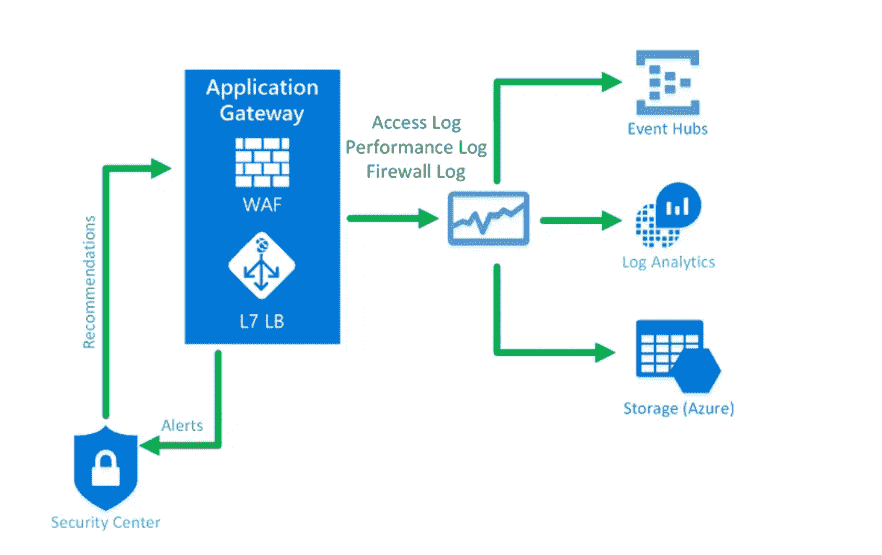 Application
Gateway
WAF
L7 LB
Access Log
Performance Log
Firewall Log
Event Hubs
Log Analytics
Storage (Azure)
Recommendations
Alerts
Security Center